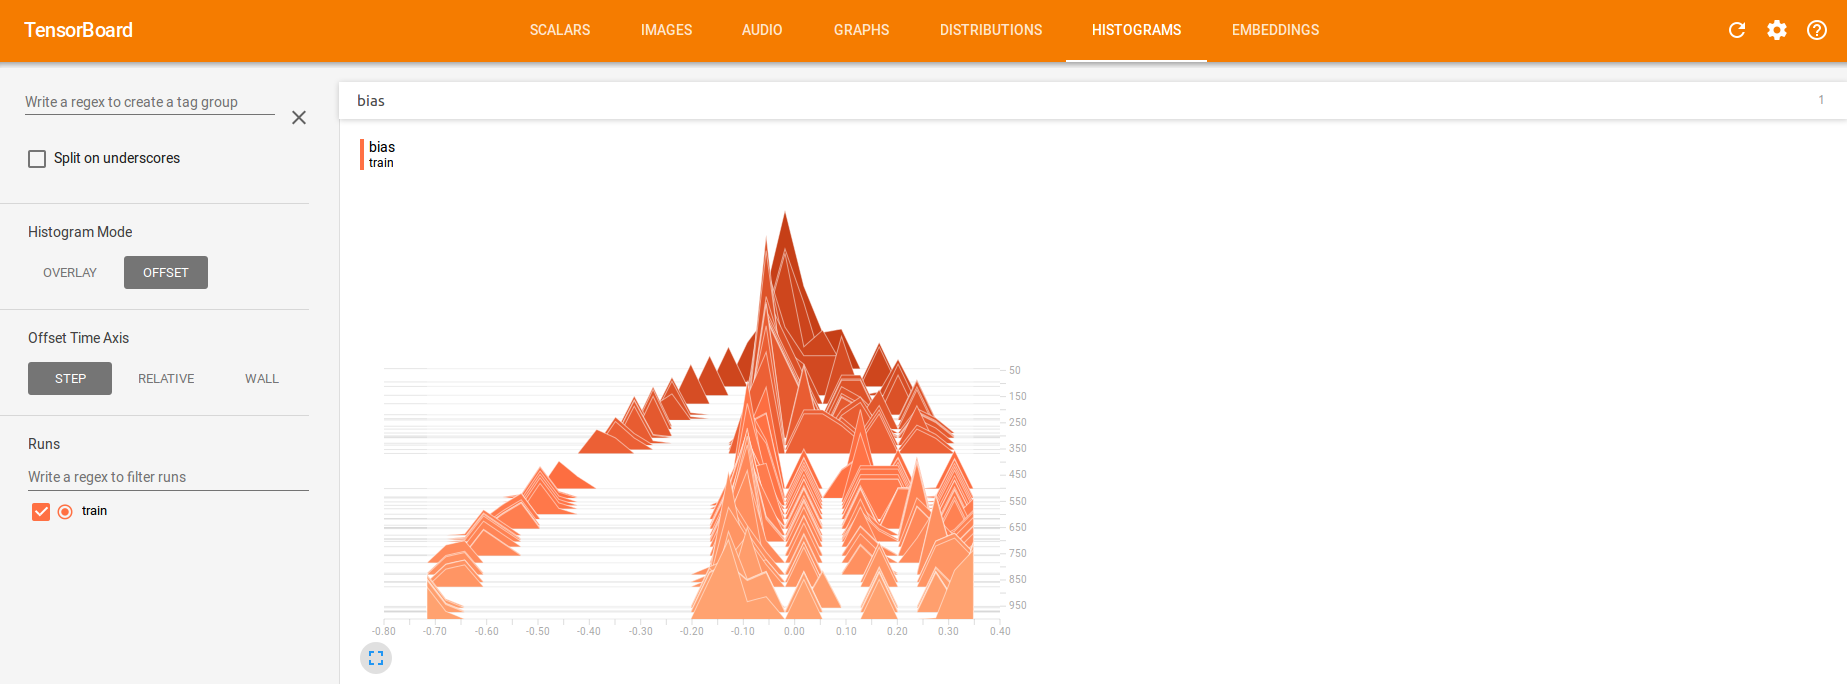 TensorBoard
SCALARS IMAGES AUDIO GRAPHS DISTRIBUTIONS HISTOGRAMS EMBEDDINGS
Write a regex to create a tag group
Split on underscores
Histogram Mode
OVERLAY OFFSET
Offset Time Axis
STEP RELATIVE WALL
Runs
Write a regex to filter runs
train
bias 1
bias
train
50
150
250
350
450
550
650
750
850
950
-0.80 -0.70 -0.60 -0.50 -0.40 -0.30 -0.20 -0.10 0.00 0.10 0.20 0.30 0.40